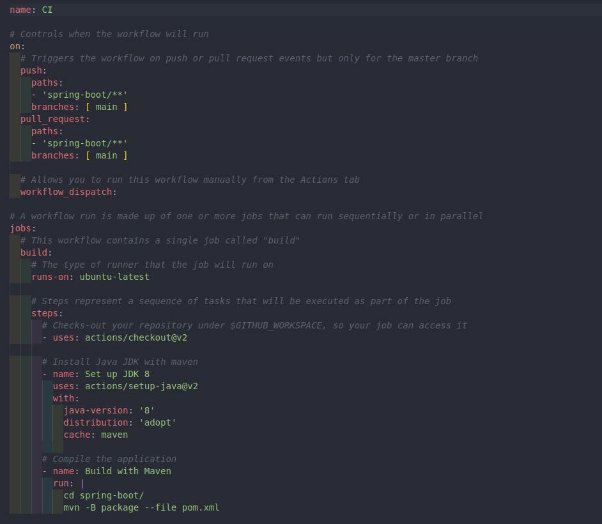 name: CI

# Controls when the workflow will run
on:
  # Triggers the workflow on push or pull request events but only for the master branch
  push:
    paths:
    - 'spring-boot/**'
    branches: [ main ]
  pull_request:
    paths:
    - 'spring-boot/**'
    branches: [ main ]

  # Allows you to run this workflow manually from the Actions tab
  workflow_dispatch:

# A workflow run is made up of one or more jobs that can run sequentially or in parallel
jobs:
  # This workflow contains a single job called "build"
  build:
    # The type of runner that the job will run on
    runs-on: ubuntu-latest

    # Steps represent a sequence of tasks that will be executed as part of the job
    steps:
      # Checks-out your repository under $GITHUB_WORKSPACE, so your job can access it
      - uses: actions/checkout@v2

      # Install Java JDK with maven
      - name: Set up JDK 8
        uses: actions/setup-java@v2
        with:
          java-version: '8'
          distribution: 'adopt'
          cache: maven

      # Compile the application
      - name: Build with Maven
        run: |
          cd spring-boot/
          mvn -B package --file pom.xml